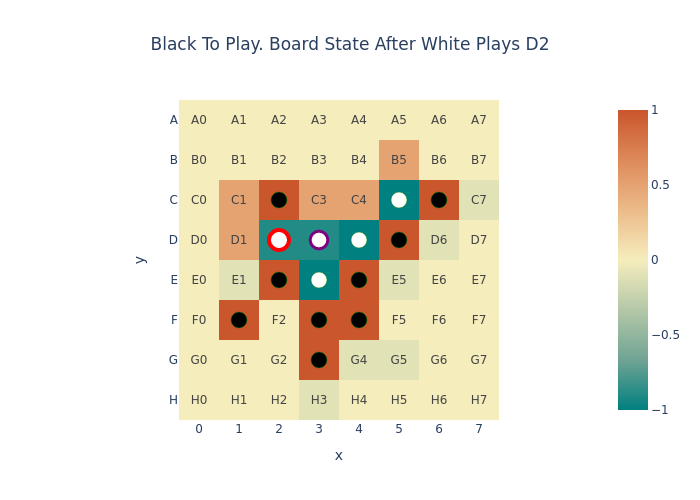 Black To Play. Board State After White Plays D2
A A0 A1 A2 A3 A4 A5 A6 A7 1
B B0 B1 B2 B3 B4 B5 B6 B7
C C0 C1 C3 C4 C7 0.5
D D0 D1 D6 D7
y 0
E E0 E1 E5 E6 E7
F F0 F2 F5 F6 F7 −0.5
G G0 G1 G2 G4 G5 G6 G7
H H0 H1 H2 H3 H4 H5 H6 H7 −1
0 1 2 3 4 5 6 7
x